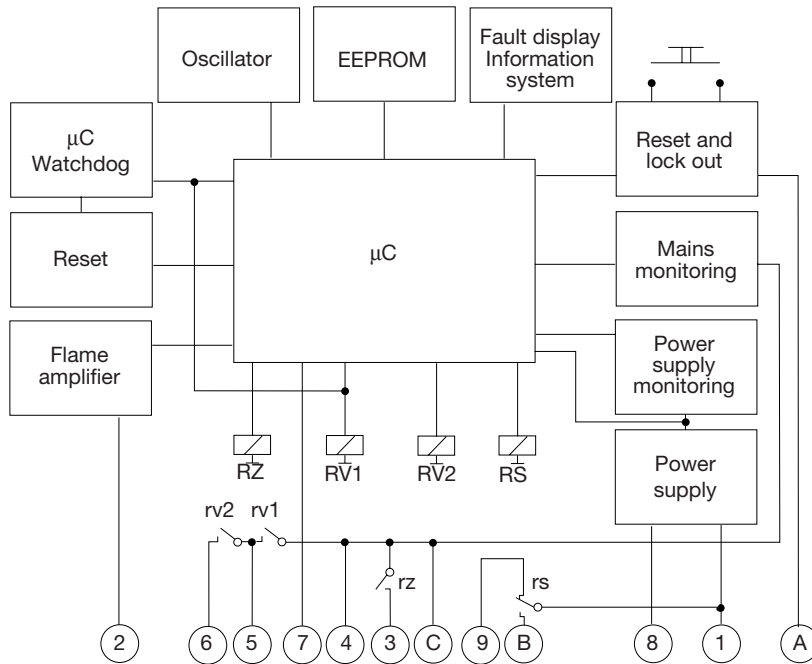 Oscillator
EEPROM
Fault display
Information
system
μC
Watchdog
Reset and
lock out
Reset
μC
Mains
monitoring
Flame
amplifier
Power
supply
monitoring
RZ
RV1
RV2
RS
Power
supply
rv2
rv1
rz
rs
2
6
5
7
4
3
C
9
B
8
1
A